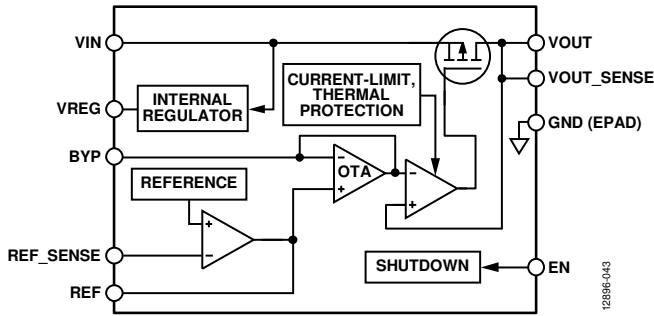 VIN
VOUT
CURRENT-LIMIT,
THERMAL
PROTECTION
VOUT_SENSE
VREG
INTERNAL
REGULATOR
GND (EPAD)
BYP
–
OTA
+
–
+
REFERENCE
+
–
REF_SENSE
SHUTDOWN
EN
REF
12896-043